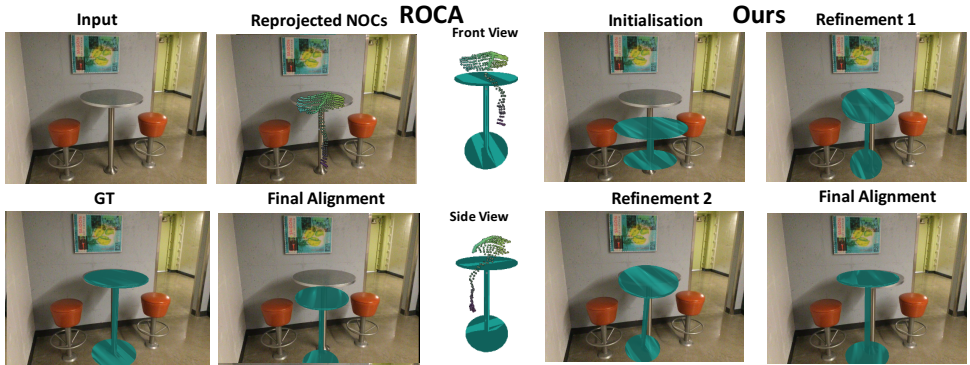 ROCA
Ours
Input
Reprojected NOCs
Front View
Initialisation
Refinement 1
GT
Final Alignment
Side View
Refinement 2
Final Alignment